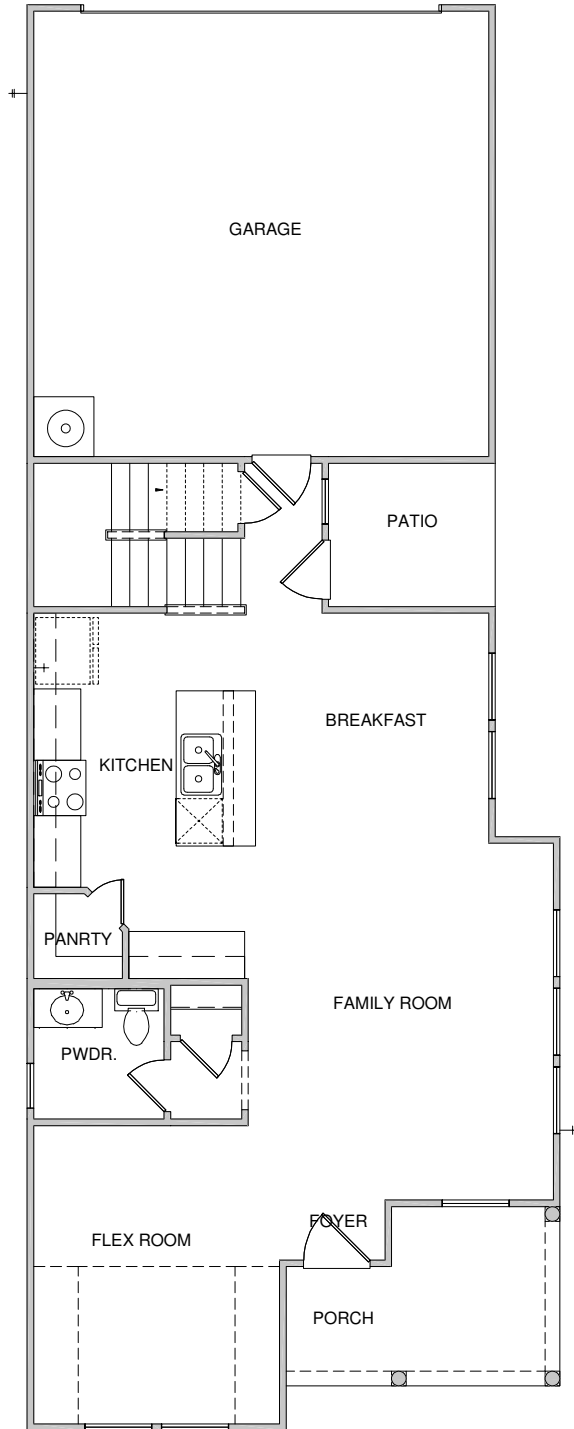 GARAGE
PATIO
BREAKFAST
KITCHEN
PANRTY
FAMILY ROOM
PWDR.
FOYER
FLEX ROOM
PORCH